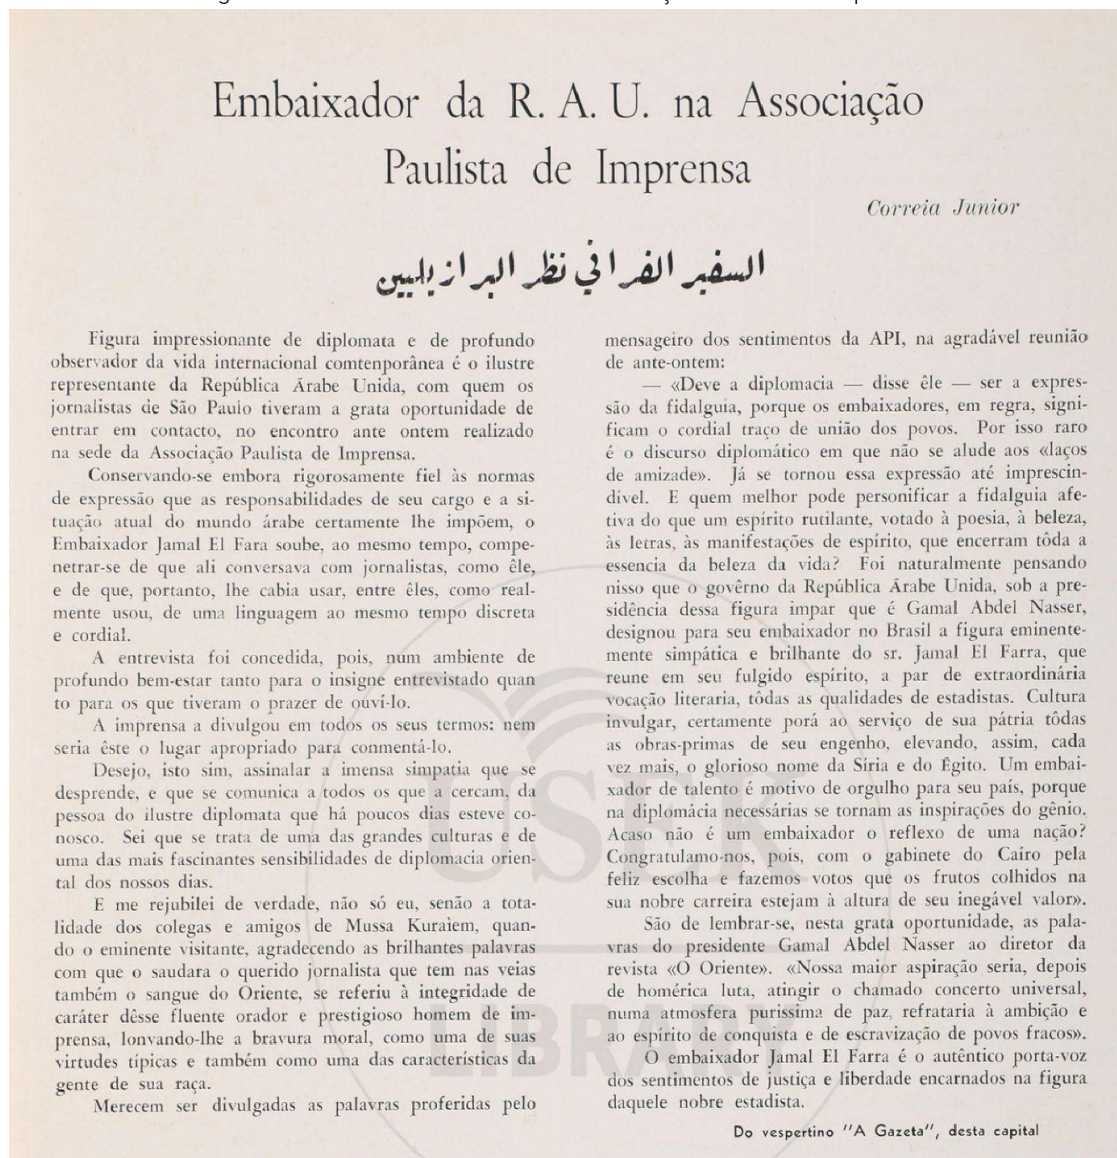 Embaixador da R. A. U. na Associação
Paulista de Imprensa
Correia Junior
السفير الفرا في نظر البرازيليين
Figura impressionante de diplomata e de profundo
observador da vida internacional comtemporânea é o ilustre
representante da República Árabe Unida, com quem os
jornalistas de São Paulo tiveram a grata oportunidade de
entrar em contacto, no encontro ante ontem realizado
na sede da Associação Paulista de Imprensa.
Conservando-se embora rigorosamente fiel às normas
de expressão que as responsabilidades de seu cargo e a si-
tuação atual do mundo árabe certamente lhe impõem, o
Embaixador Jamal El Fara soube, ao mesmo tempo, compe-
netrar-se de que ali conversava com jornalistas, como êle,
e de que, portanto, lhe cabia usar, entre êles, como real-
mente usou, de uma linguagem ao mesmo tempo discreta
e cordial.
A entrevista foi concedida, pois, num ambiente de
profundo bem-estar tanto para o insigne entrevistado quan
to para os que tiveram o prazer de ouví-lo.
A imprensa a divulgou em todos os seus termos: nem
seria êste o lugar apropriado para conmentá-lo.
Desejo, isto sim, assinalar a imensa simpatia que se
desprende, e que se comunica a todos os que a cercam, da
pessoa do ilustre diplomata que há poucos dias esteve co-
nosco. Sei que se trata de uma das grandes culturas e de
uma das mais fascinantes sensibilidades de diplomacia orien-
tal dos nossos dias.
E me rejubilei de verdade, não só eu, senão a tota-
lidade dos colegas e amigos de Mussa Kuraiem, quan-
do o eminente visitante, agradecendo as brilhantes palavras
com que o saudara o querido jornalista que tem nas veias
também o sangue do Oriente, se referiu à integridade de
caráter dêsse fluente orador e prestigioso homem de im-
prensa, lonvando-lhe a bravura moral, como uma de suas
virtudes típicas e também como uma das características da
gente de sua raça.
Merecem ser divulgadas as palavras proferidas pelo
mensageiro dos sentimentos da API, na agradável reunião
de ante-ontem:
— «Deve a diplomacia — disse êle — ser a expres-
são da fidalguia, porque os embaixadores, em regra, signi-
ficam o cordial traço de união dos povos. Por isso raro
é o discurso diplomático em que não se alude aos «laços
de amizade». Já se tornou essa expressão até imprescin-
dível. E quem melhor pode personificar a fidalguia afe-
tiva do que um espírito rutilante, votado à poesia, à beleza,
às letras, às manifestações de espírito, que encerram tôda a
essencia da beleza da vida? Foi naturalmente pensando
nisso que o govêrno da República Árabe Unida, sob a pre-
sidência dessa figura impar que é Gamal Abdel Nasser,
designou para seu embaixador no Brasil a figura eminente-
mente simpática e brilhante do sr. Jamal El Farra, que
reune em seu fulgido espírito, a par de extraordinária
vocação literaria, tôdas as qualidades de estadistas. Cultura
invulgar, certamente porá ao serviço de sua pátria tôdas
as obras-primas de seu engenho, elevando, assim, cada
vez mais, o glorioso nome da Síria e do Égito. Um embai-
xador de talento é motivo de orgulho para seu país, porque
na diplomácia necessárias se tornam as inspirações do gênio.
Acaso não é um embaixador o reflexo de uma nação?
Congratulamo-nos, pois, com o gabinete do Caíro pela
feliz escolha e fazemos votos que os frutos colhidos na
sua nobre carreira estejam à altura de seu inegável valor».
São de lembrar-se, nesta grata oportunidade, as pala-
vras do presidente Gamal Abdel Nasser ao diretor da
revista «O Oriente». «Nossa maior aspiração seria, depois
de homérica luta, atingir o chamado concerto universal,
numa atmosfera purissima de paz, refrataria à ambição e
ao espírito de conquista e de escravização de povos fracos».
O embaixador Jamal El Farra é o autêntico porta-voz
dos sentimentos de justiça e liberdade encarnados na figura
daquele nobre estadista.
Do vespertino "A Gazeta", desta capital
USEK
LIBRARY